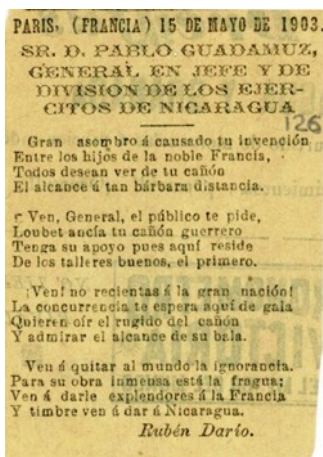 PARIS, (FRANCIA) 15 DE MAYO DE 1903.
SR. D. PABLO GUADAMUZ,
GENERAL EN JEFE Y DE
DIVISION DE LOS EJER-
CITOS DE NICARAGUA
126
Gran asombro á causado tu invención
Entre los hijos de la noble Francia,
Todos desean ver de tu cañón
El alcance á tan bárbara distancia.
Ven, General, el público te pide,
Loubet ancía tu cañón guerrero
Tenga su apoyo pues aquí reside
De los talleres buenos, el primero.
¡Ven! no recientas á la gran nación!
La concurrencia te espera aquí de gala
Quieren oír el rugido del cañón
Y admirar el alcance de su bala.
Ven á quitar al mundo la ignorancia.
Para su obra inmensa está la fragua;
Ven á darle explendores á la Francia
Y timbre ven á dar á Nicaragua.
Rubén Darío.